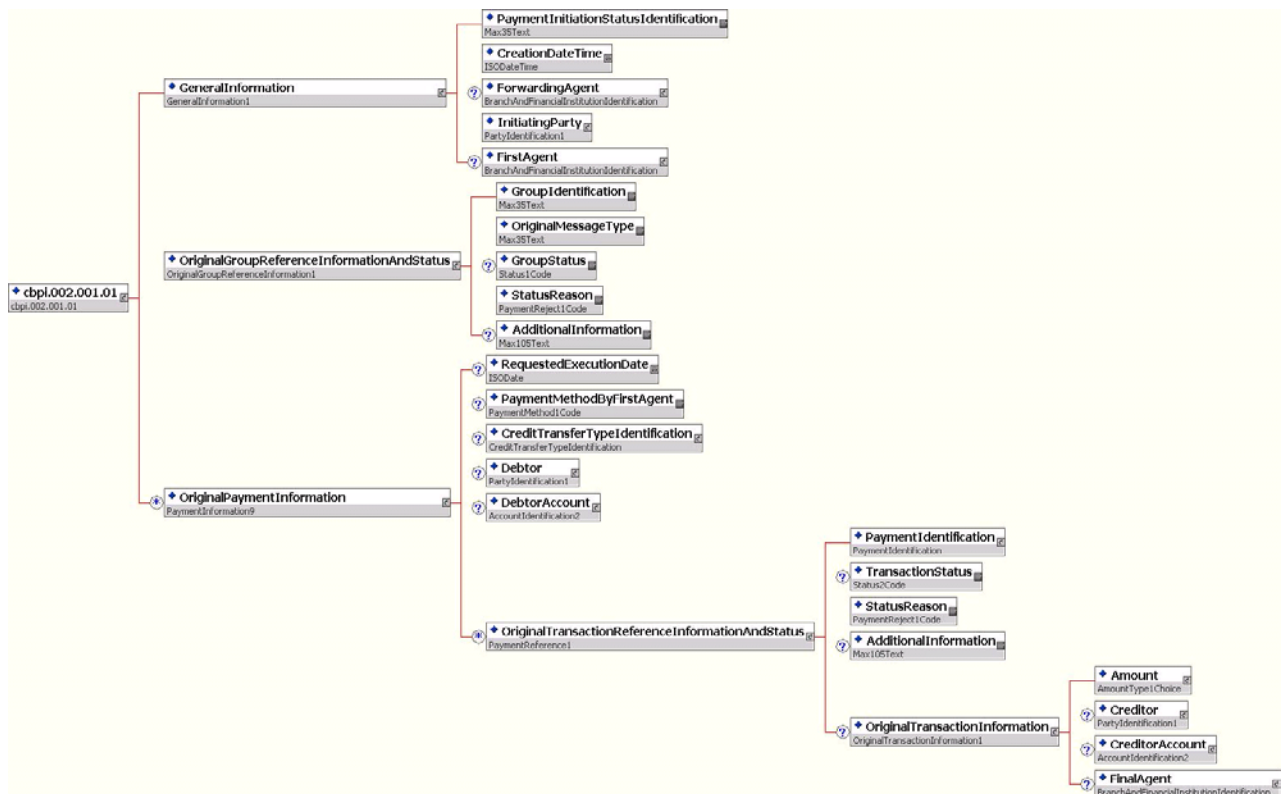 PaymentInitiationStatusIdentification
Max35Text
CreationDateTime
ISODateTime
GeneralInformation
GeneralInformation1
? ForwardingAgent
BranchAndFinancialInstitutionIdentification
InitiatingParty
PartyIdentification1
? FirstAgent
BranchAndFinancialInstitutionIdentification
GroupIdentification
Max35Text
OriginalMessageType
Max35Text
OriginalGroupReferenceInformationAndStatus
OriginalGroupReferenceInformation1
? GroupStatus
Status1Code
cbpi.002.001.01
cbpi.002.001.01
StatusReason
PaymentReject1Code
? AdditionalInformation
Max105Text
? RequestedExecutionDate
ISODate
? PaymentMethodByFirstAgent
PaymentMethod1Code
? CreditTransferTypeIdentification
CreditTransferTypeIdentification
? Debtor
PartyIdentification1
* OriginalPaymentInformation
PaymentInformation9
? DebtorAccount
AccountIdentification2
PaymentIdentification
PaymentIdentification
? TransactionStatus
Status2Code
StatusReason
PaymentReject1Code
* OriginalTransactionReferenceInformationAndStatus
PaymentReference1
? AdditionalInformation
Max105Text
Amount
AmountType1Choice
? Creditor
PartyIdentification1
? OriginalTransactionInformation
OriginalTransactionInformation1
? CreditorAccount
AccountIdentification2
? FinalAgent
BranchAndFinancialInstitutionIdentification